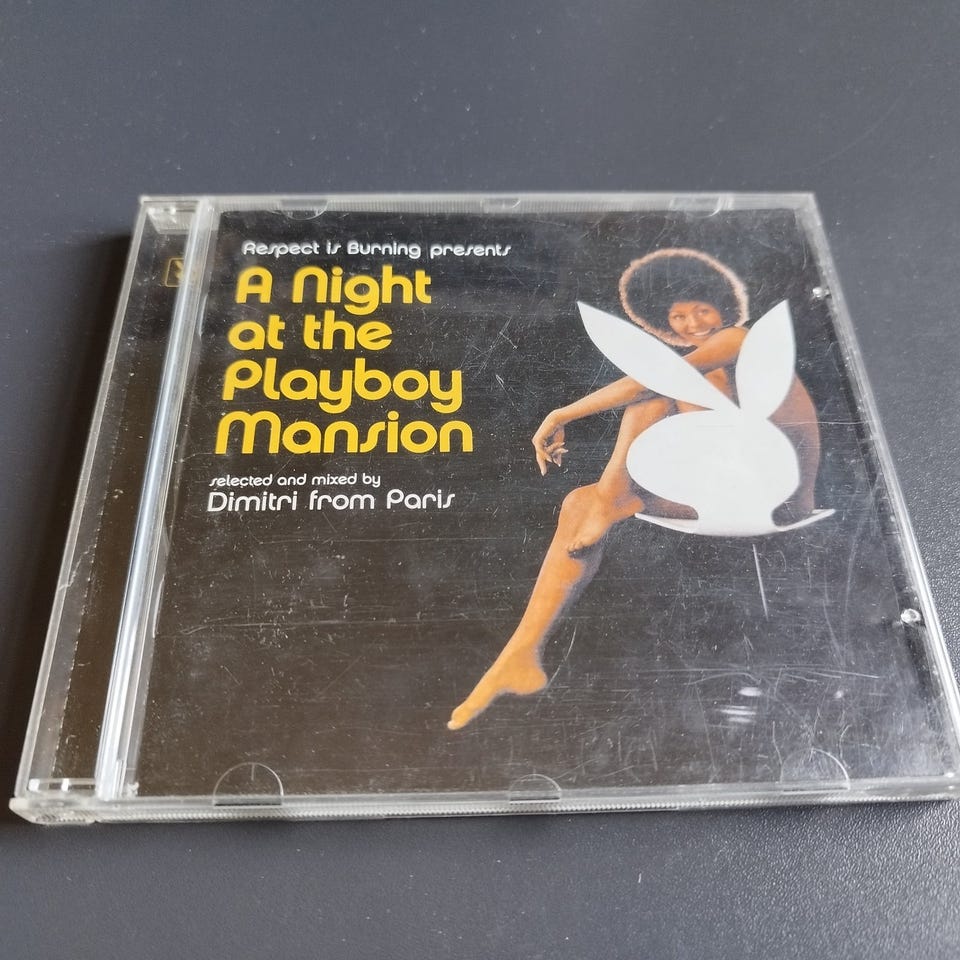 Respect is Burning presents
A Night
at the
Playboy
Mansion
selected and mixed by
Dimitri from Paris